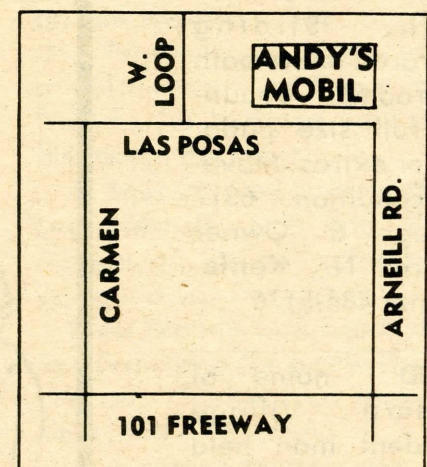 W.
LOOP
ANDY'S
MOBIL
LAS POSAS
CARMEN
ARNEILL RD.
101 FREEWAY